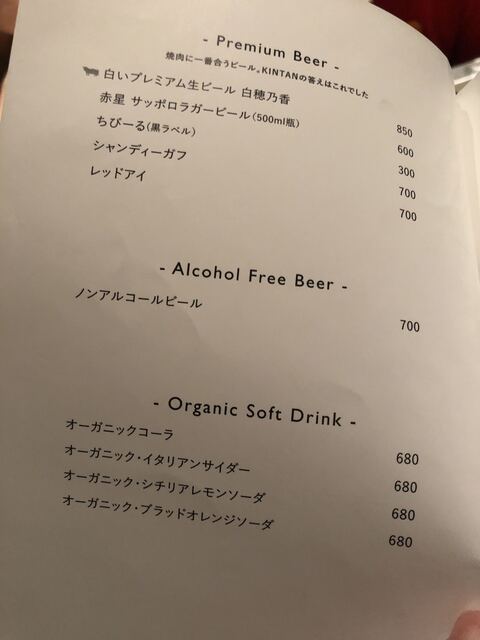 - Premium Beer -
焼肉に一番合うビール。KINTANの答えはこれでした
白いプレミアム生ビール 白穂乃香 850
赤星 サッポロラガービール(500ml瓶) 600
ちびーる(黒ラベル) 300
シャンディーガフ 700
レッドアイ 700
- Alcohol Free Beer -
ノンアルコールビール 700
- Organic Soft Drink -
オーガニックコーラ 680
オーガニック・イタリアンサイダー 680
オーガニック・シチリアレモンソーダ 680
オーガニック・ブラッドオレンジソーダ 680